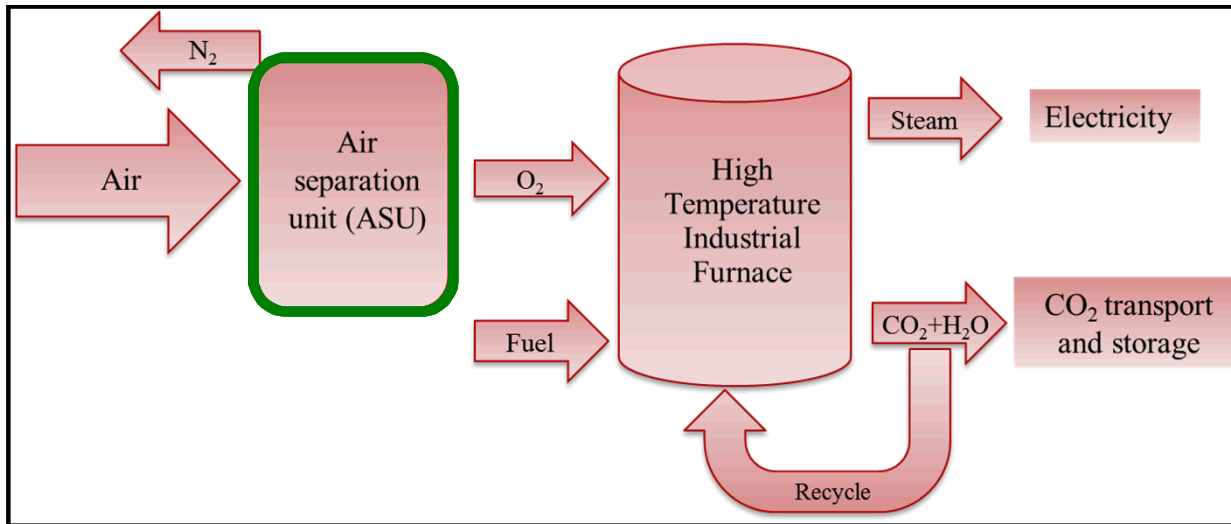 N₂
Air
Air
separation
unit (ASU)
O₂
Fuel
High
Temperature
Industrial
Furnace
Steam
Electricity
CO₂+H₂O
CO₂ transport
and storage
Recycle